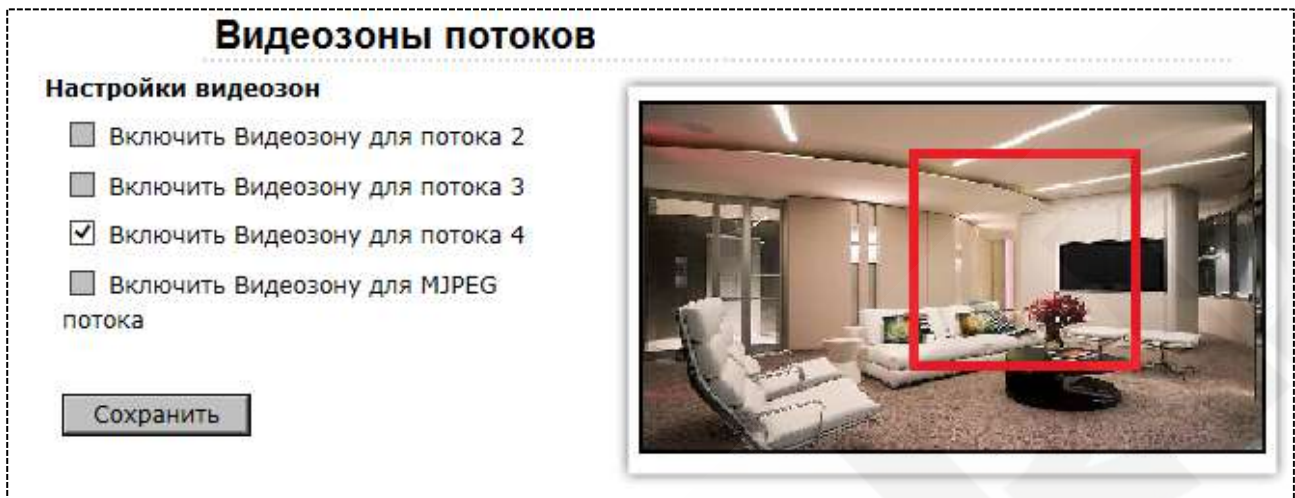 Видеозоны потоков
Настройки видеозон
Включить Видеозону для потока 2
Включить Видеозону для потока 3
Включить Видеозону для потока 4
Включить Видеозону для MJPEG
потока
Сохранить